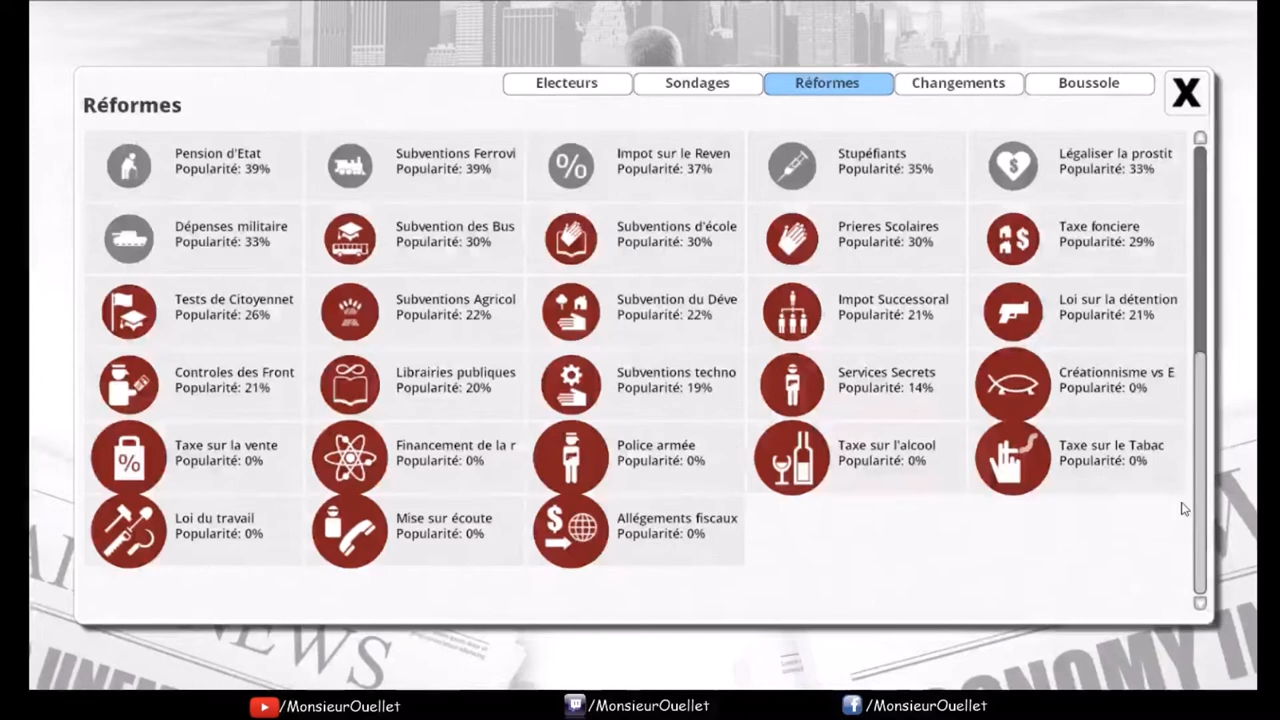 Electeurs
Sondages
Réformes
Changements
Boussole
X
Réformes
Pension d'Etat
Popularité: 39%
Subventions Ferrovi
Popularité: 39%
%
Impot sur le Reven
Popularité: 37%
Stupéfiants
Popularité: 35%
$
Légaliser la prostit
Popularité: 33%
Dépenses militaire
Popularité: 33%
Subvention des Bus
Popularité: 30%
Subventions d'école
Popularité: 30%
Prieres Scolaires
Popularité: 30%
$
Taxe fonciere
Popularité: 29%
Tests de Citoyennet
Popularité: 26%
Subventions Agricol
Popularité: 22%
Subvention du Déve
Popularité: 22%
Impot Successoral
Popularité: 21%
Loi sur la détention
Popularité: 21%
Controles des Front
Popularité: 21%
Librairies publiques
Popularité: 20%
Subventions techno
Popularité: 19%
Services Secrets
Popularité: 14%
Créationnisme vs E
Popularité: 0%
%
Taxe sur la vente
Popularité: 0%
Financement de la r
Popularité: 0%
Police armée
Popularité: 0%
Taxe sur l'alcool
Popularité: 0%
Taxe sur le Tabac
Popularité: 0%
Loi du travail
Popularité: 0%
Mise sur écoute
Popularité: 0%
$
Allégements fiscaux
Popularité: 0%
NEWS
ONOMY IN
/MonsieurOuellet
/MonsieurOuellet
/MonsieurOuellet